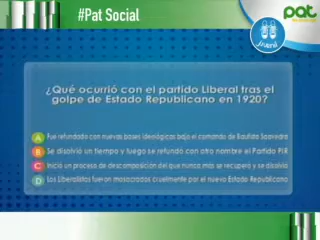 #Pat Social
pat
juvenil
¿Qué ocurrió con el partido Liberal tras el
golpe de Estado Republicano en 1920?
A Fue refundado con nuevas bases ideológicas bajo el comando de Bautista Saavedra
B Se disolvió un tiempo y luego se refundó con otro nombre el Partido PIR
C Inició un proceso de descomposición del que nunca más se recuperó y se disolvió
D Los Liberalistas fueron masacrados cruelmente por el nuevo Estado Republicano